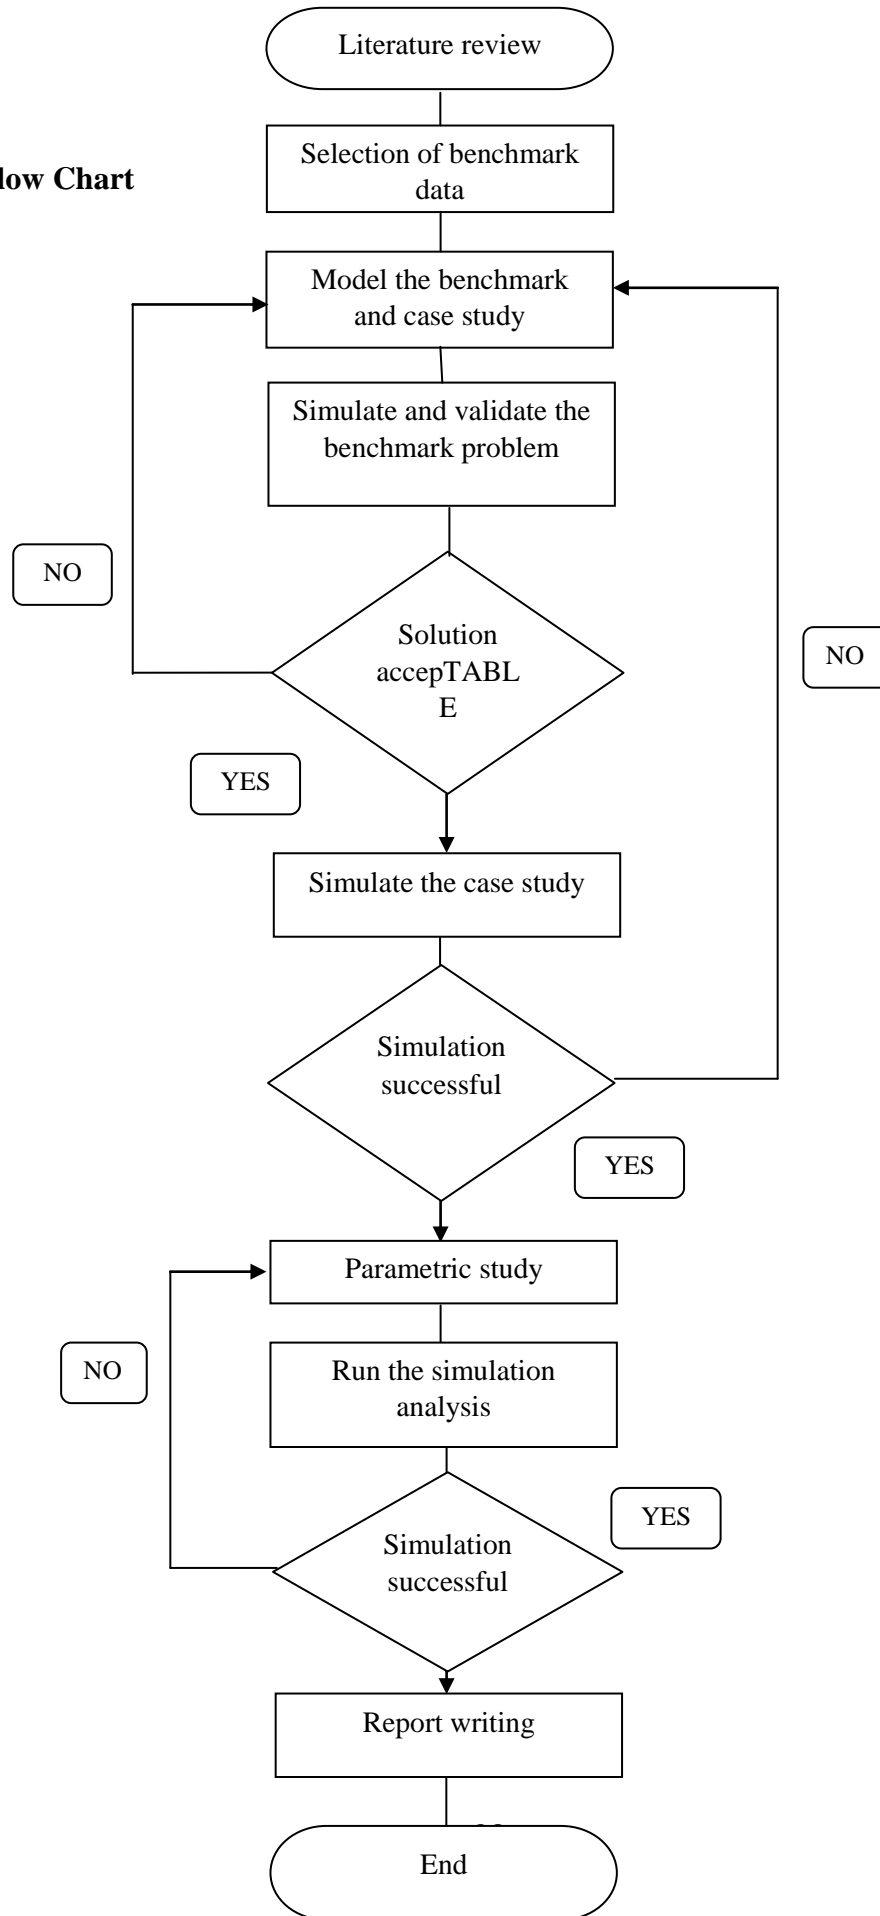 Literature review
Selection of benchmark
data
low Chart
Model the benchmark
and case study
Simulate and validate the
benchmark problem
NO
Solution
accepTABL
E
NO
YES
Simulate the case study
Simulation
successful
YES
Parametric study
NO
Run the simulation
analysis
YES
Simulation
successful
Report writing
End